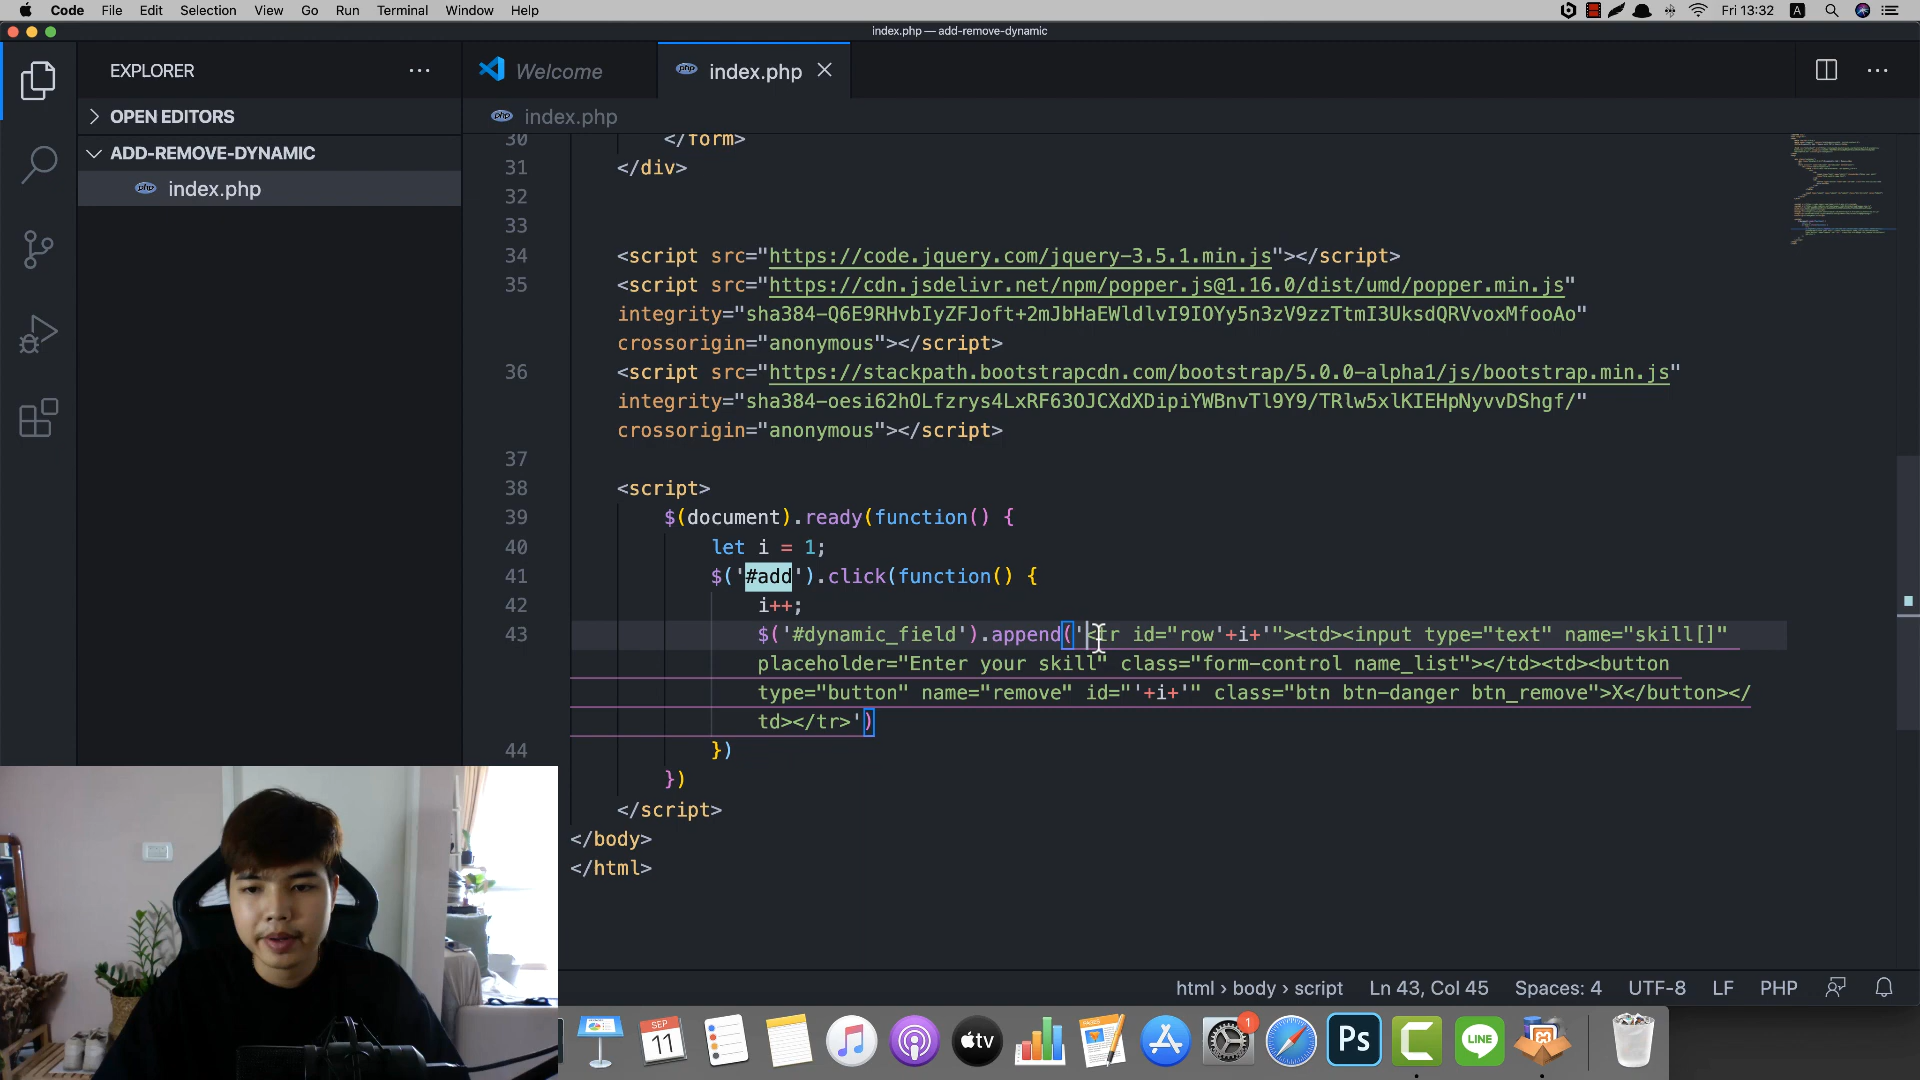 Code File Edit Selection View Go Run Terminal Window Help Fri 13:32 A
index.php — add-remove-dynamic
EXPLORER
Welcome
index.php
OPEN EDITORS
index.php
ADD-REMOVE-DYNAMIC
index.php
30 </form>
31 </div>
32
33
34 <script src="https://code.jquery.com/jquery-3.5.1.min.js"></script>
35 <script src="https://cdn.jsdelivr.net/npm/popper.js@1.16.0/dist/umd/popper.min.js"
integrity="sha384-Q6E9RHvbIyZFJoft+2mJbHaEWldlvI9IOYy5n3zV9zzTtmI3UksdQRVvoxMfooAo"
crossorigin="anonymous"></script>
36 <script src="https://stackpath.bootstrapcdn.com/bootstrap/5.0.0-alpha1/js/bootstrap.min.js"
integrity="sha384-oesi62hOLfzrys4LxRF63OJCXdXDipiYWBnvTl9Y9/TRlw5xlKIEHpNyvvDShgf/"
crossorigin="anonymous"></script>
37
38 <script>
39 $(document).ready(function() {
40 let i = 1;
41 $('#add').click(function() {
42 i++;
43 $('#dynamic_field').append('<tr id="row'+i+'"><td><input type="text" name="skill[]"
placeholder="Enter your skill" class="form-control name_list"></td><td><button
type="button" name="remove" id="'+i+'" class="btn btn-danger btn_remove">X</button></
td></tr>')
44 })
})
</script>
</body>
</html>
html › body › script Ln 43, Col 45 Spaces: 4 UTF-8 LF PHP
SEP
11
tv
1
Ps
C
LINE